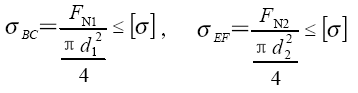 σ_BC = F_N1 / (π d_1^2 / 4) ≤ [σ] , σ_EF = F_N2 / (π d_2^2 / 4) ≤ [σ]